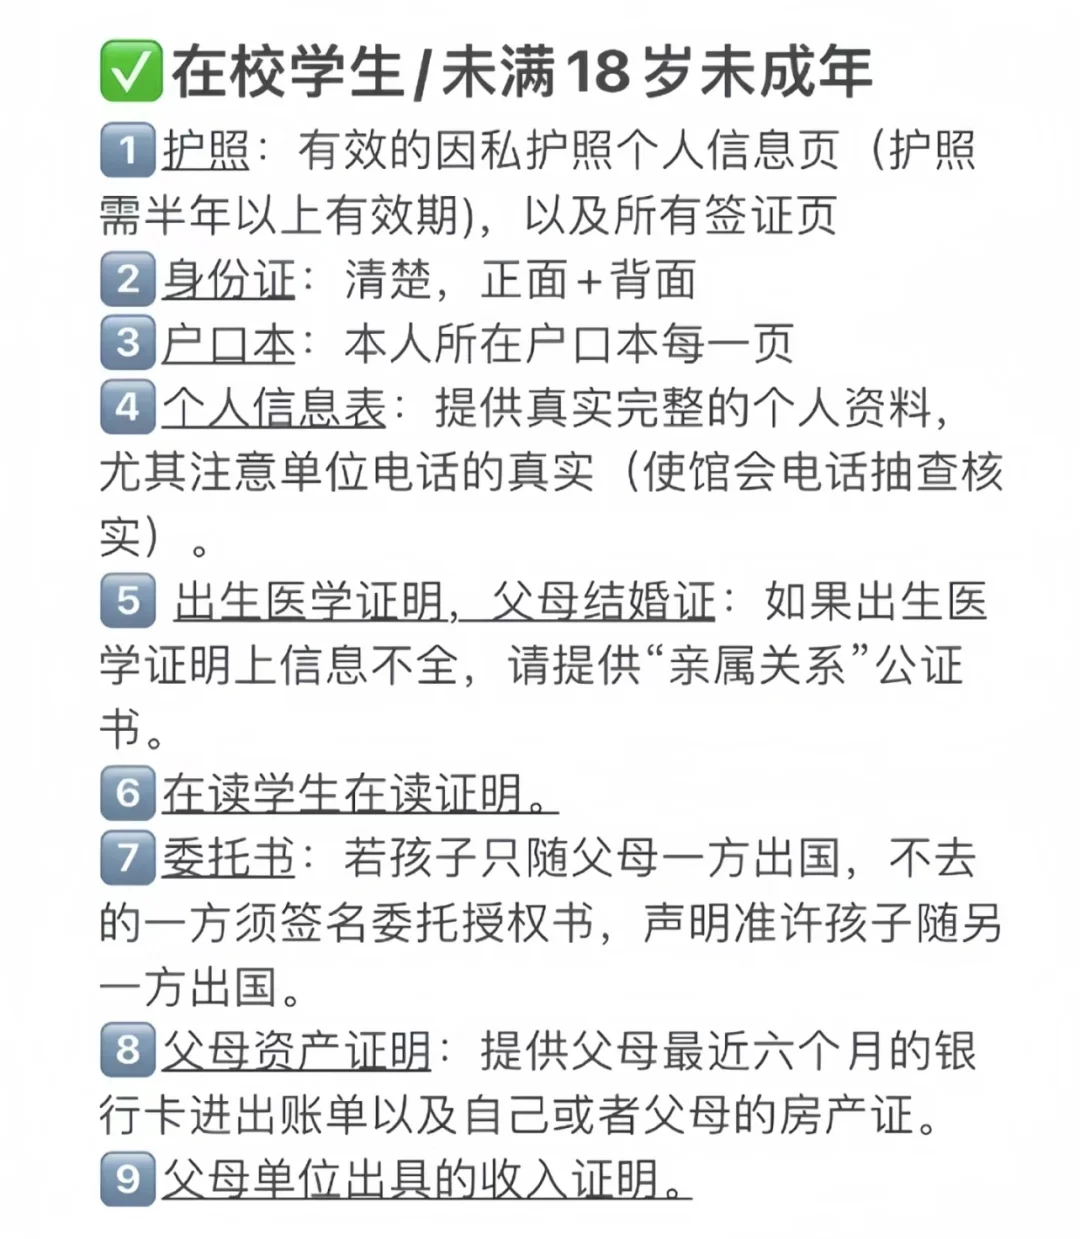 ✅在校学生/未满18岁未成年
1️⃣护照：有效的因私护照个人信息页（护照
需半年以上有效期)，以及所有签证页
2️⃣身份证：清楚，正面+背面
3️⃣户口本：本人所在户口本每一页
4️⃣个人信息表：提供真实完整的个人资料，
尤其注意单位电话的真实（使馆会电话抽查核
实）。
5️⃣ 出生医学证明，父母结婚证：如果出生医
学证明上信息不全，请提供“亲属关系”公证
书。
6️⃣在读学生在读证明。
7️⃣委托书：若孩子只随父母一方出国，不去
的一方须签名委托授权书，声明准许孩子随另
一方出国。
8️⃣父母资产证明：提供父母最近六个月的银
行卡进出账单以及自己或者父母的房产证。
9️⃣父母单位出具的收入证明。